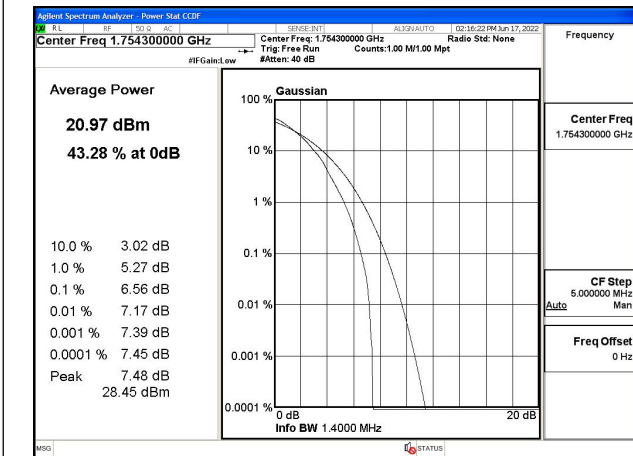 Agilent Spectrum Analyzer - Power Stat CCDF
RL RF 50 Ω AC SENSE:INT ALIGNAUTO 02:16:22 PM Jun 17, 2022
Center Freq 1.754300000 GHz
Center Freq: 1.754300000 GHz Radio Std: None
Trig: Free Run Counts:1.00 M/1.00 Mpt
#IFGain:Low #Atten: 40 dB
Frequency
Average Power
20.97 dBm
43.28 % at 0dB
10.0 % 3.02 dB
1.0 % 5.27 dB
0.1 % 6.56 dB
0.01 % 7.17 dB
0.001 % 7.39 dB
0.0001 % 7.45 dB
Peak 7.48 dB
28.45 dBm
Gaussian
100 %
10 %
1 %
0.1 %
0.01 %
0.001 %
0.0001 %
0 dB 20 dB
Info BW 1.4000 MHz
Center Freq
1.754300000 GHz
CF Step
5.000000 MHz
Auto Man
Freq Offset
0 Hz
MSG STATUS